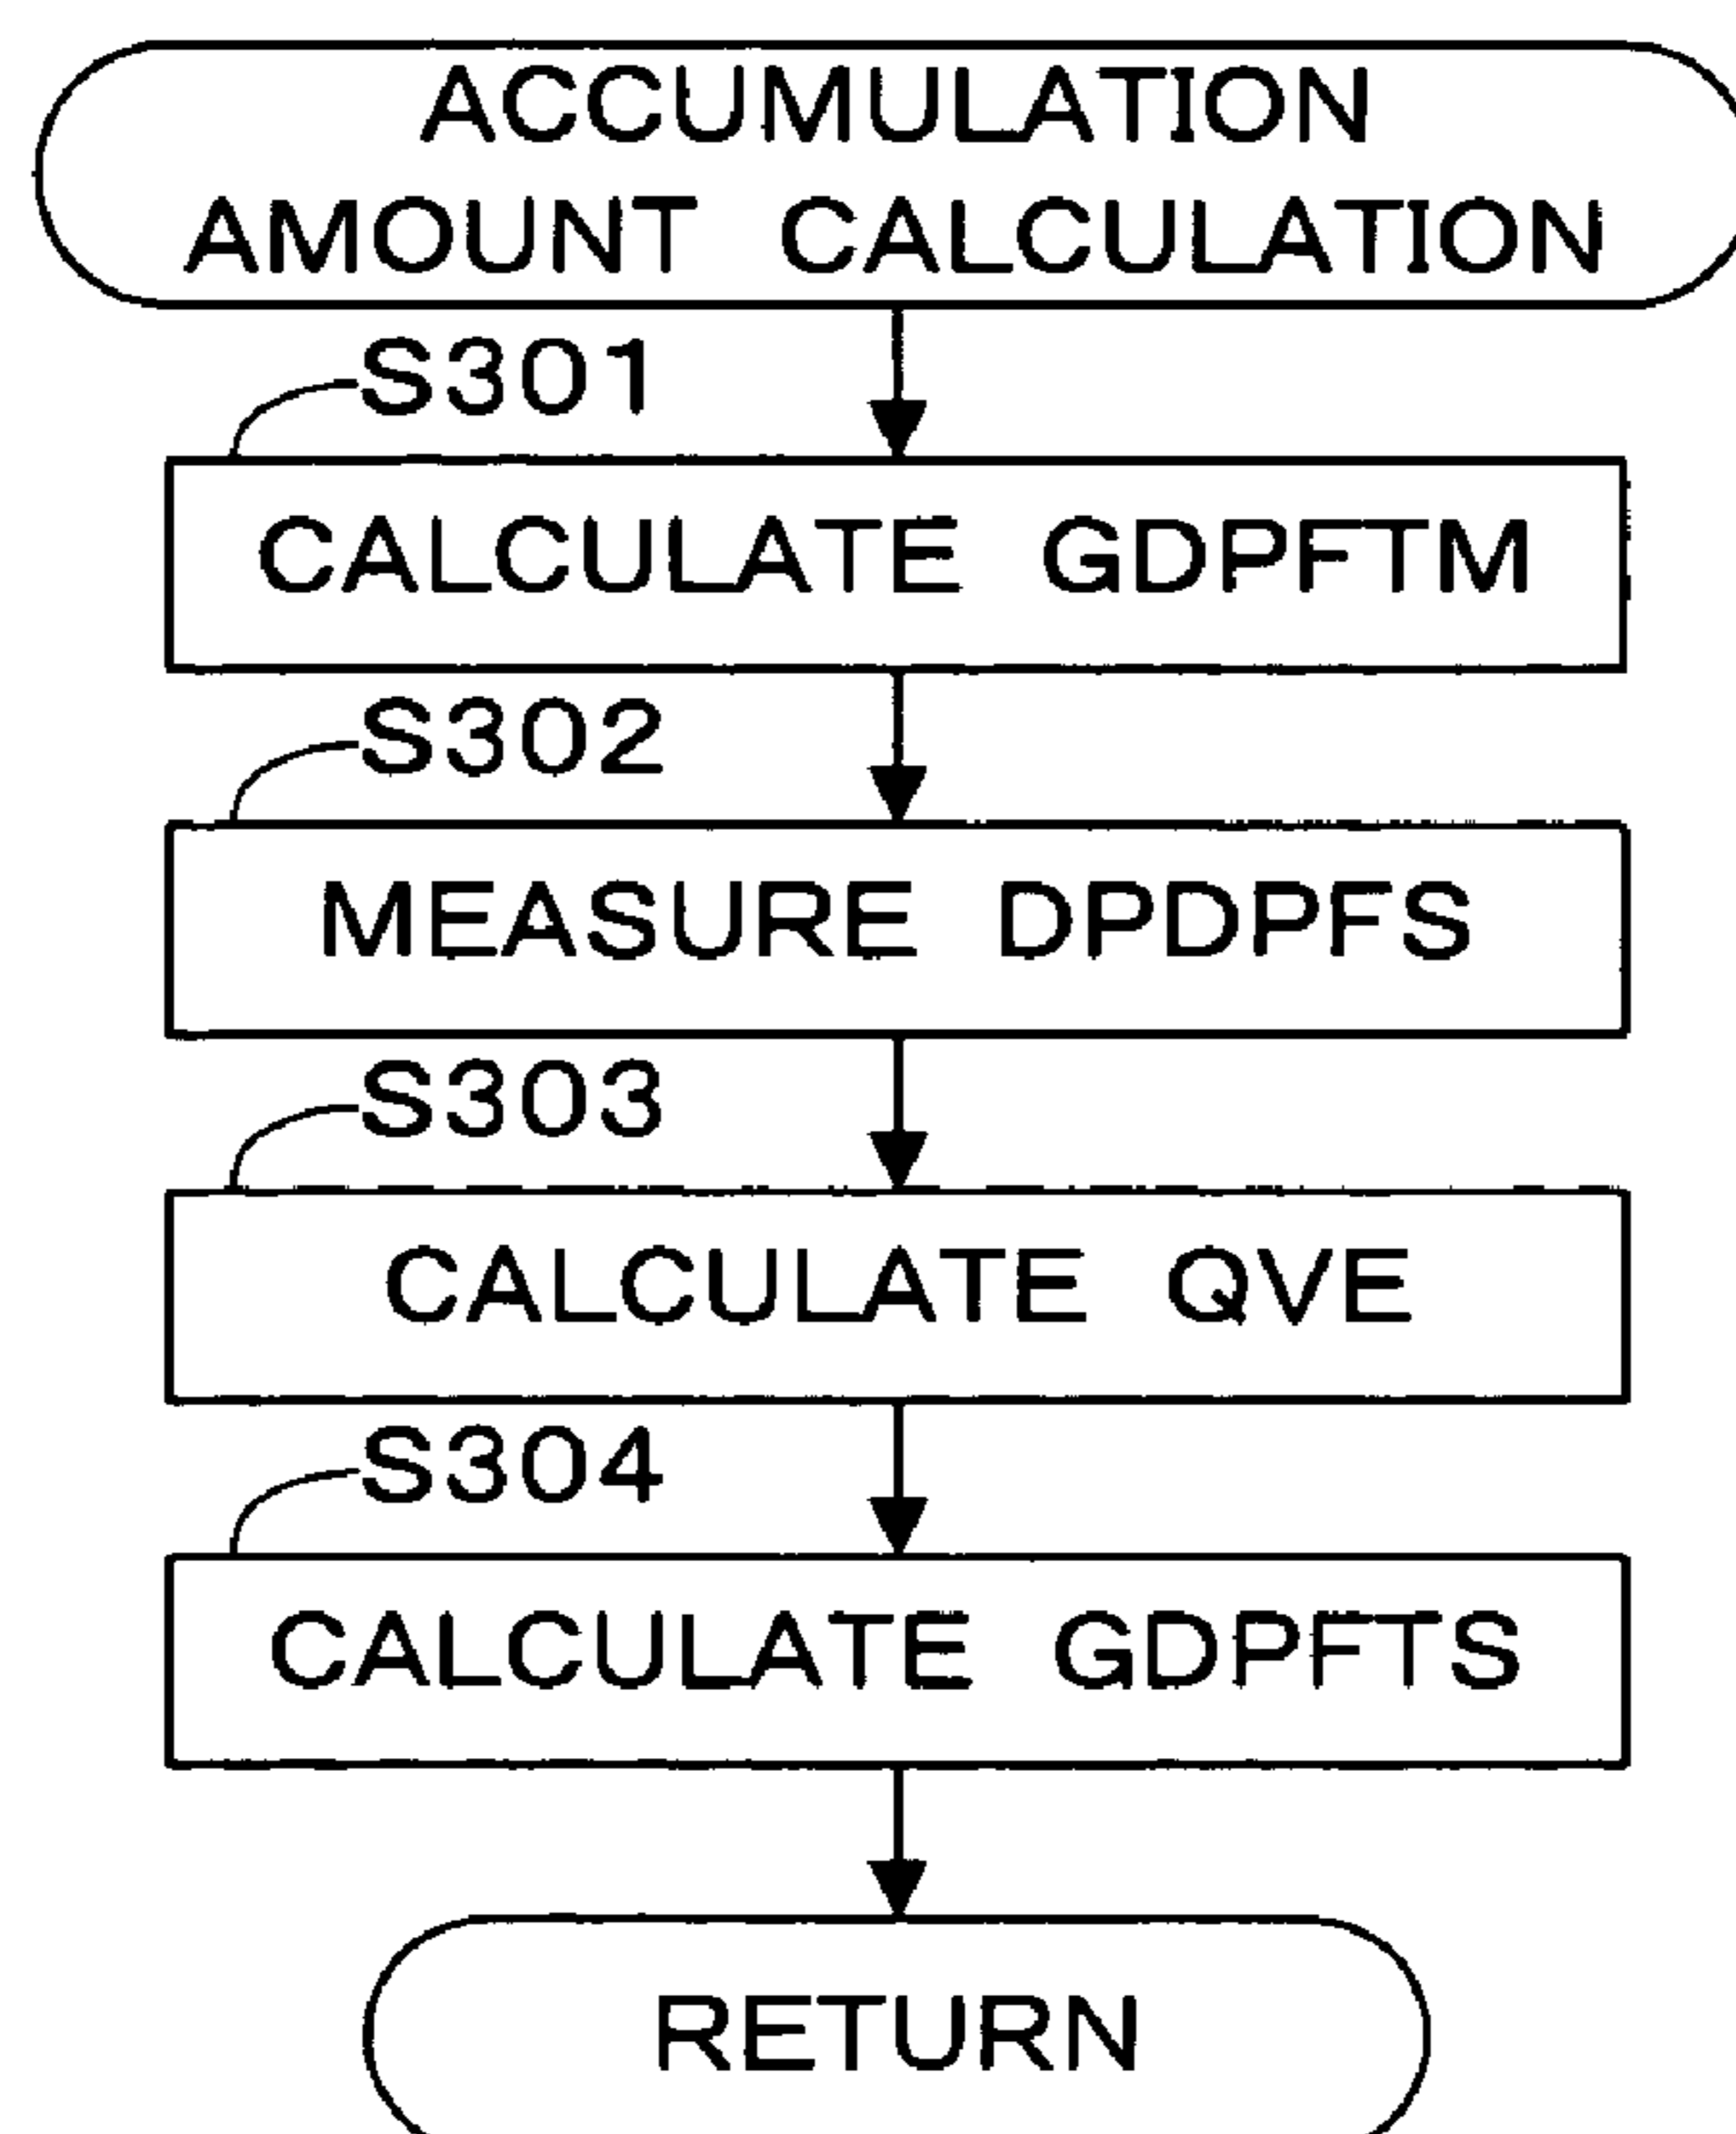 ACCUMULATION
AMOUNT CALCULATION
S301
CALCULATE GDPFTM
S302
MEASURE DPDPFS
S303
CALCULATE QVE
S304
CALCULATE GDPFTS
RETURN